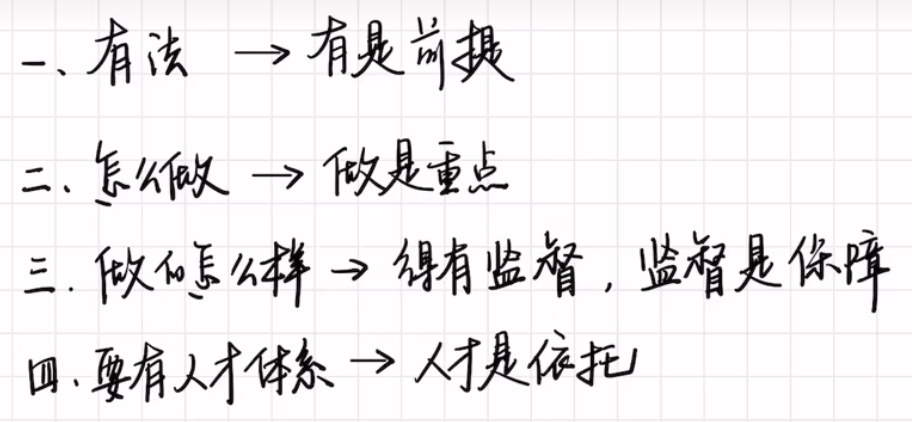 一、有法 → 有是前提
二、怎么做 → 做是重点
三.做的怎么样 → 得有监督,监督是保障
四.要有人才体系 → 人才是依托